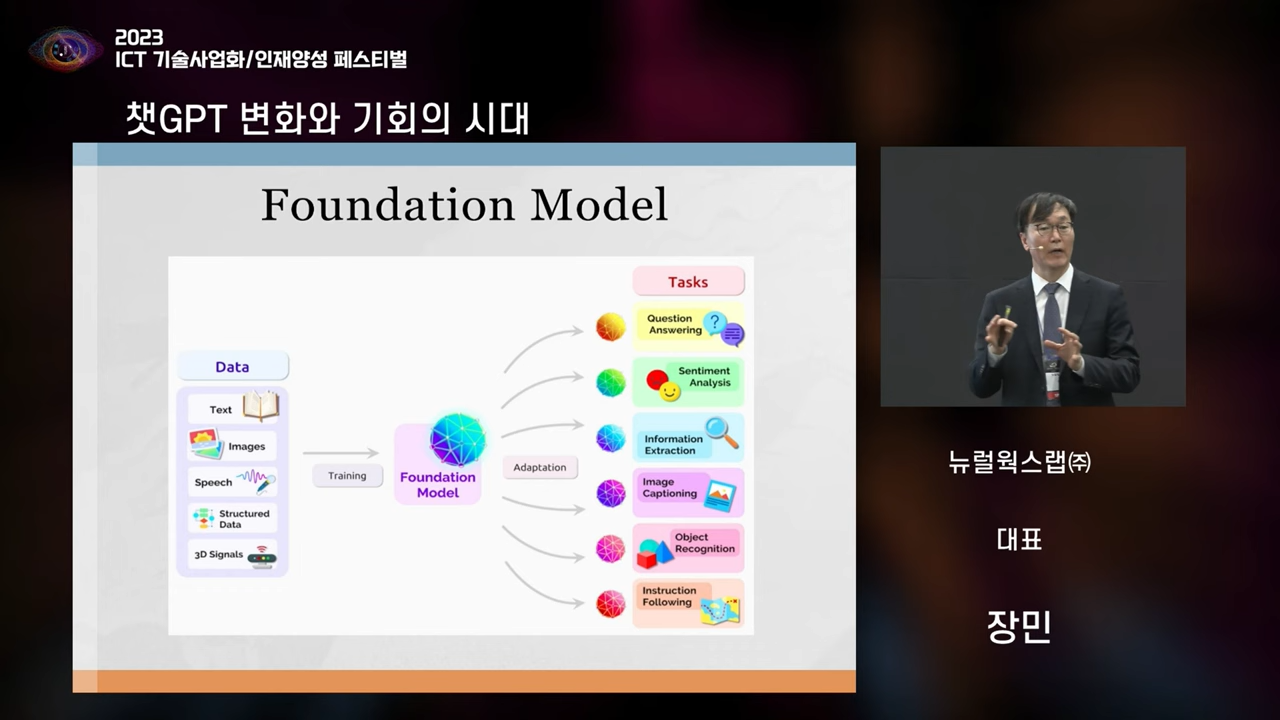 2023
ICT 기술사업화/인재양성 페스티벌
챗GPT 변화와 기회의 시대
Foundation Model
Data
Text
Images
Speech
Structured
Data
3D Signals
Training
Foundation
Model
Adaptation
Tasks
Question
Answering
Sentiment
Analysis
Information
Extraction
Image
Captioning
Object
Recognition
Instruction
Following
뉴럴웍스랩㈜
대표
장민